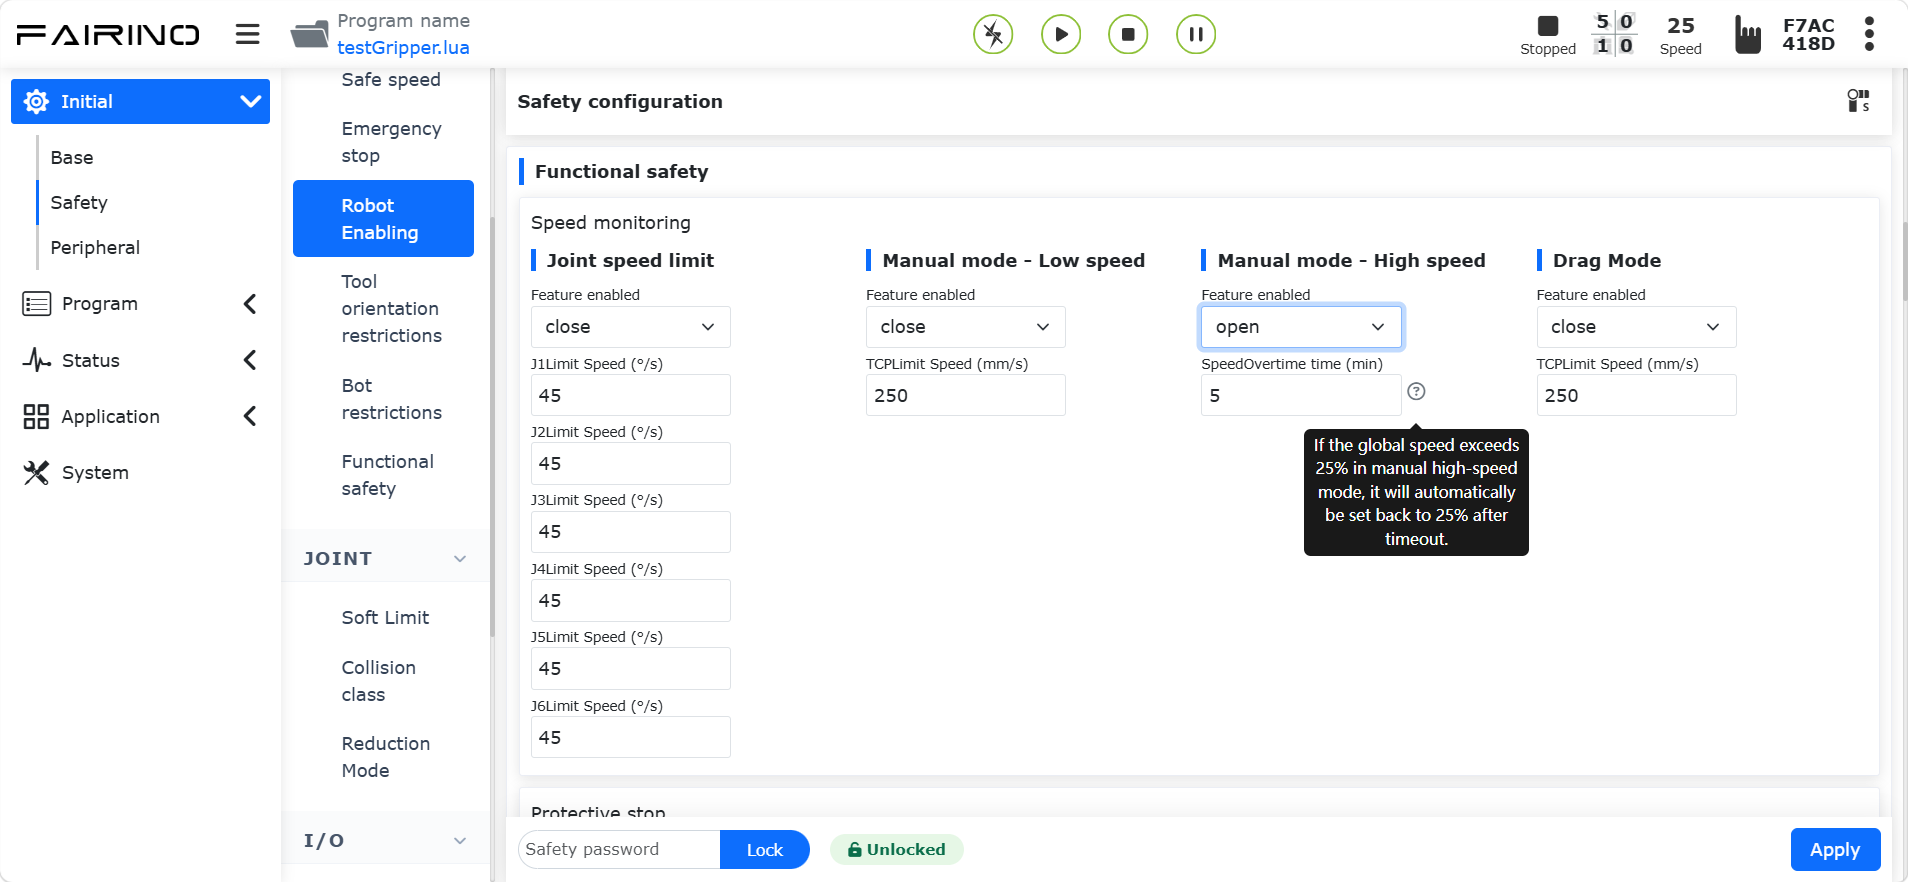 FAIRINO
Program name
testGripper.lua
Stopped
5 0
1 0
25
Speed
F7AC
418D
Initial
Base
Safety
Peripheral
Program
Status
Application
System
Safe speed
Emergency
stop
Robot
Enabling
Tool
orientation
restrictions
Bot
restrictions
Functional
safety
JOINT
Soft Limit
Collision
class
Reduction
Mode
I/O
Safety configuration
S
Functional safety
Speed monitoring
Joint speed limit
Feature enabled
close
J1Limit Speed (°/s)
45
J2Limit Speed (°/s)
45
J3Limit Speed (°/s)
45
J4Limit Speed (°/s)
45
J5Limit Speed (°/s)
45
J6Limit Speed (°/s)
45
Manual mode - Low speed
Feature enabled
close
TCPLimit Speed (mm/s)
250
Manual mode - High speed
Feature enabled
open
SpeedOvertime time (min)
5
?
If the global speed exceeds
25% in manual high-speed
mode, it will automatically
be set back to 25% after
timeout.
Drag Mode
Feature enabled
close
TCPLimit Speed (mm/s)
250
Protective stop
Safety password
Lock
Unlocked
Apply